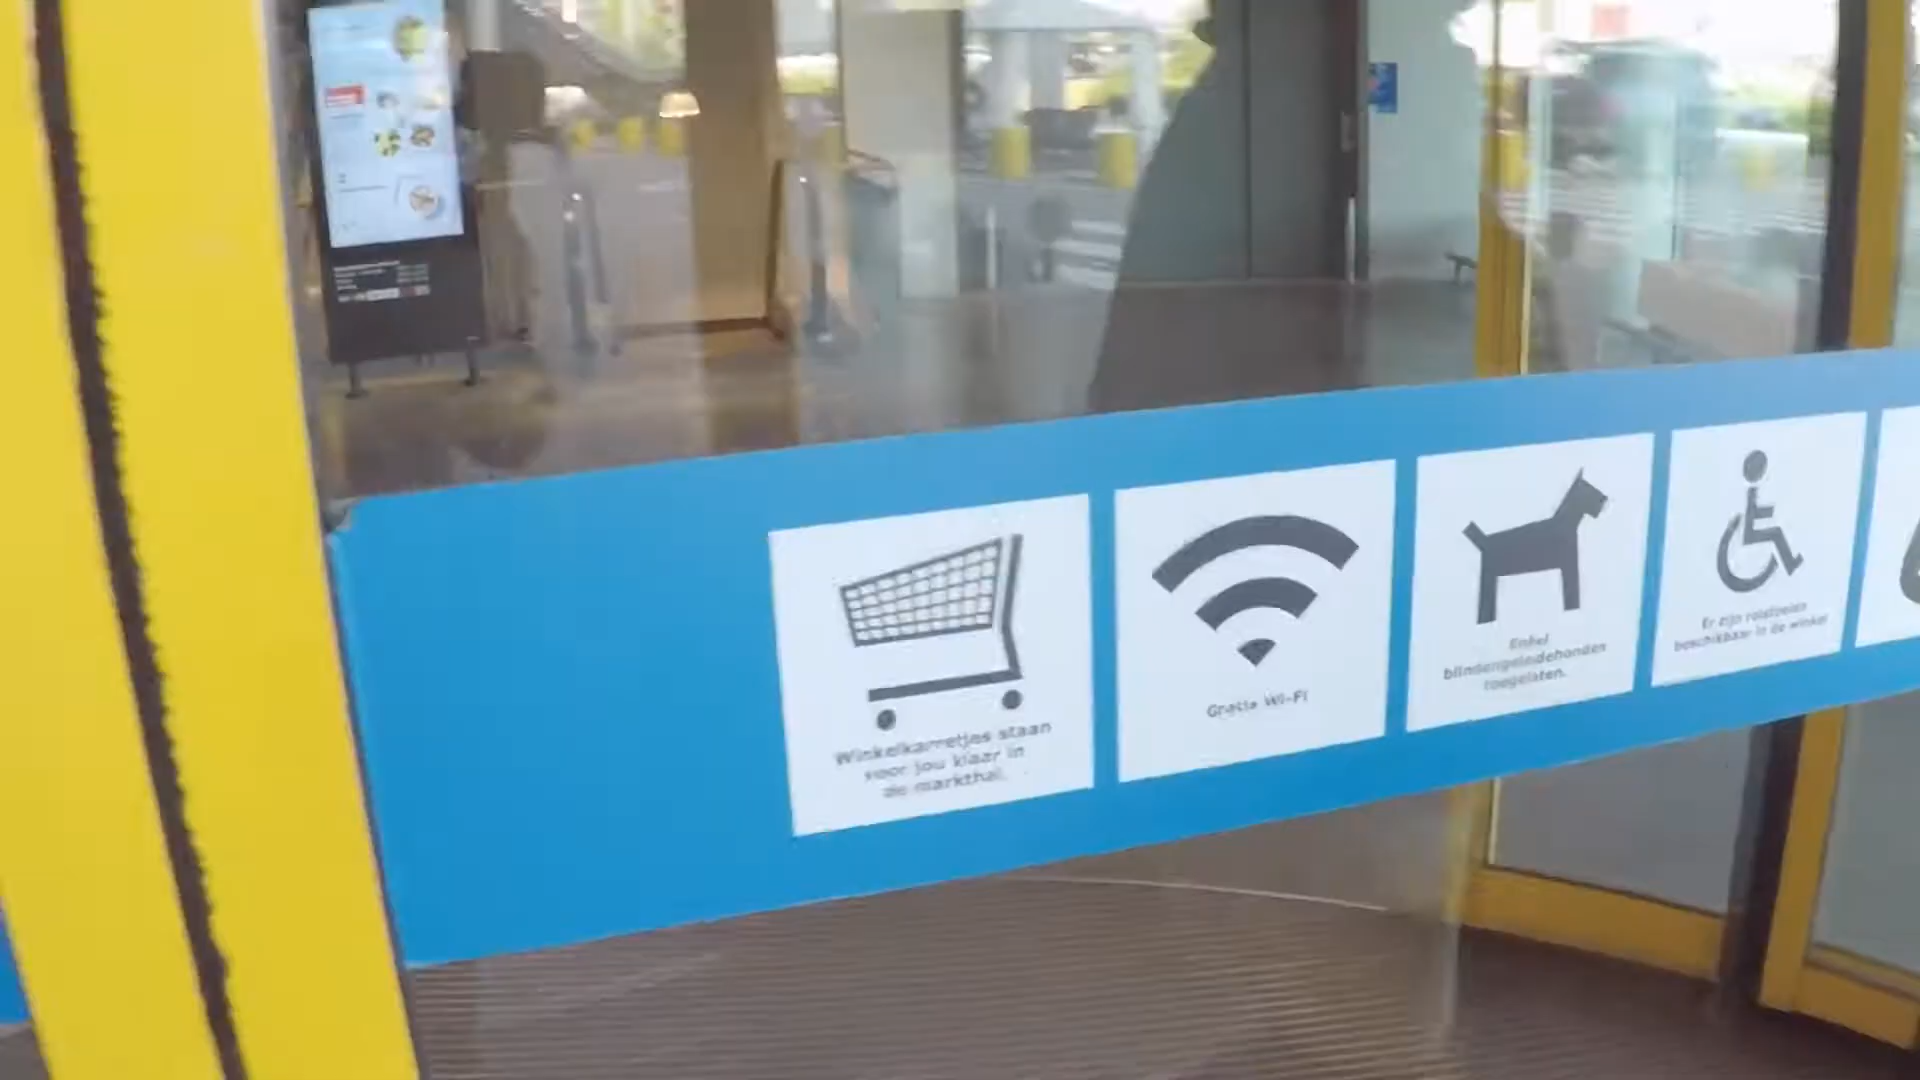 Winkelkarretjes staan
voor jou klaar in
de markthal.
Gratis Wi-Fi
Enkel
blindengeleidehonden
toegelaten.
Er zijn rolstoelen
beschikbaar in de winkel